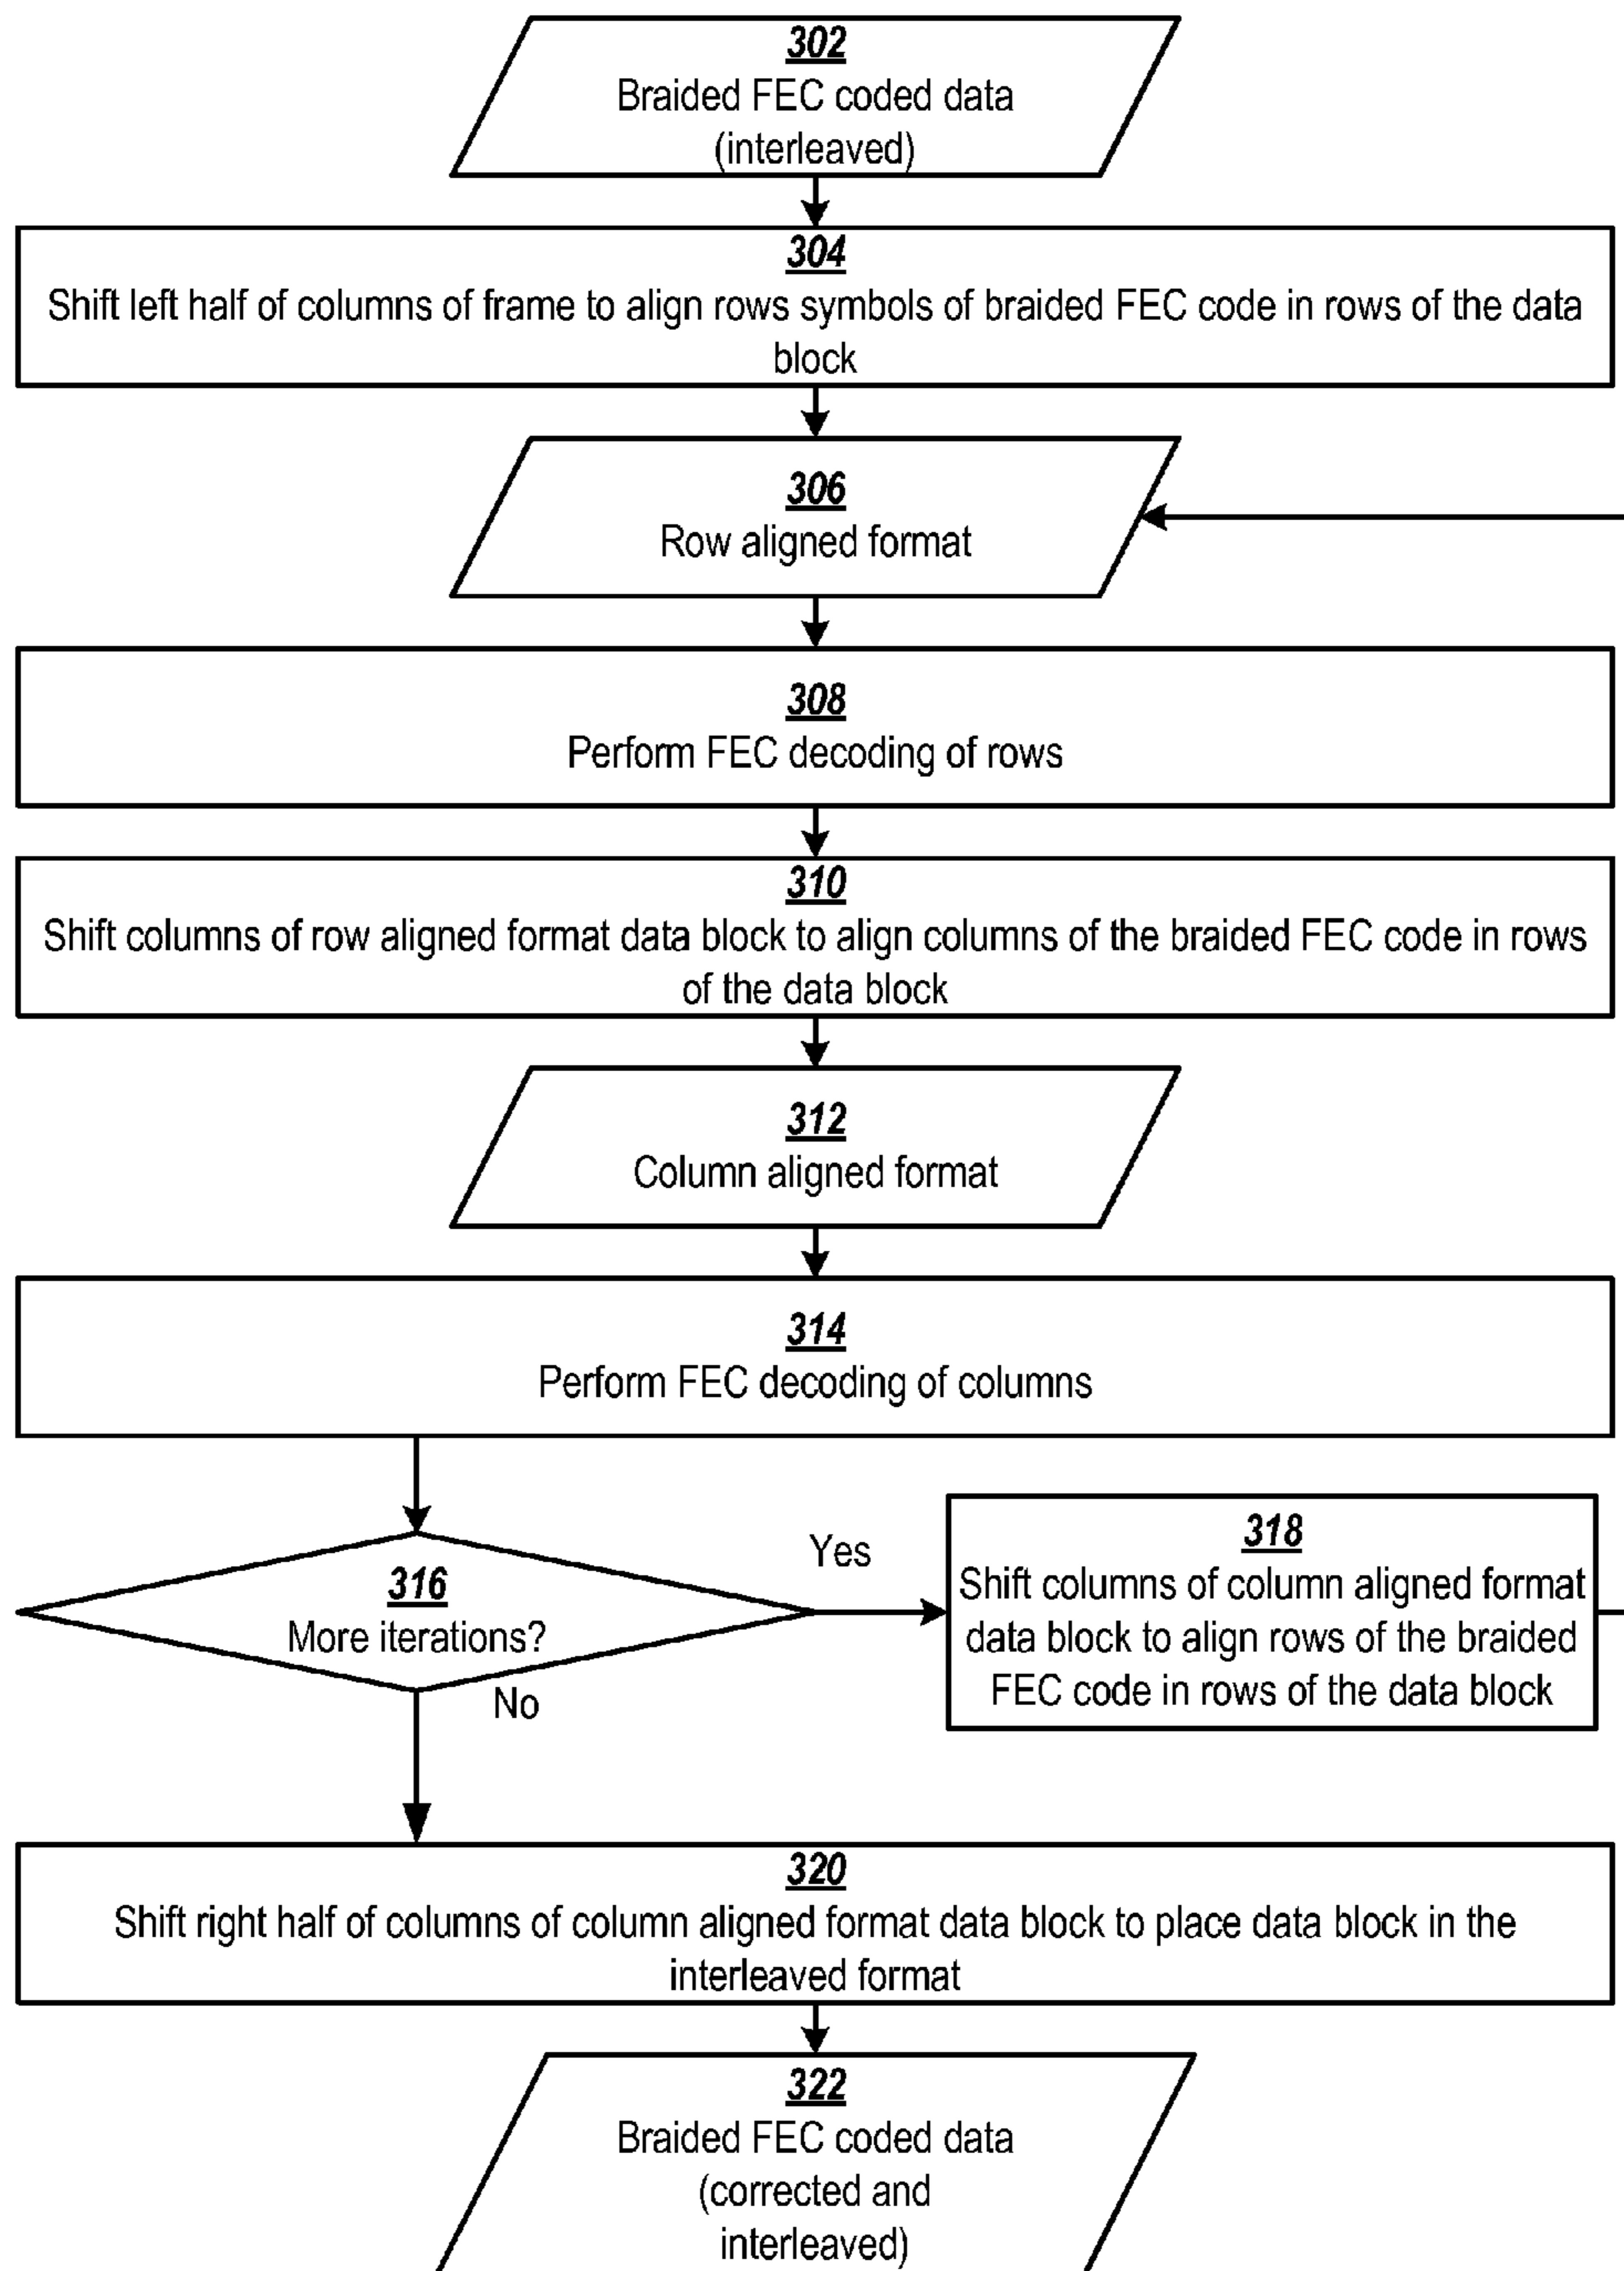 302
Braided FEC coded data
(interleaved)
304
Shift left half of columns of frame to align rows symbols of braided FEC code in rows of the data
block
306
Row aligned format
308
Perform FEC decoding of rows
310
Shift columns of row aligned format data block to align columns of the braided FEC code in rows
of the data block
312
Column aligned format
314
Perform FEC decoding of columns
316
More iterations?
Yes
No
318
Shift columns of column aligned format
data block to align rows of the braided
FEC code in rows of the data block
320
Shift right half of columns of column aligned format data block to place data block in the
interleaved format
322
Braided FEC coded data
(corrected and
interleaved)